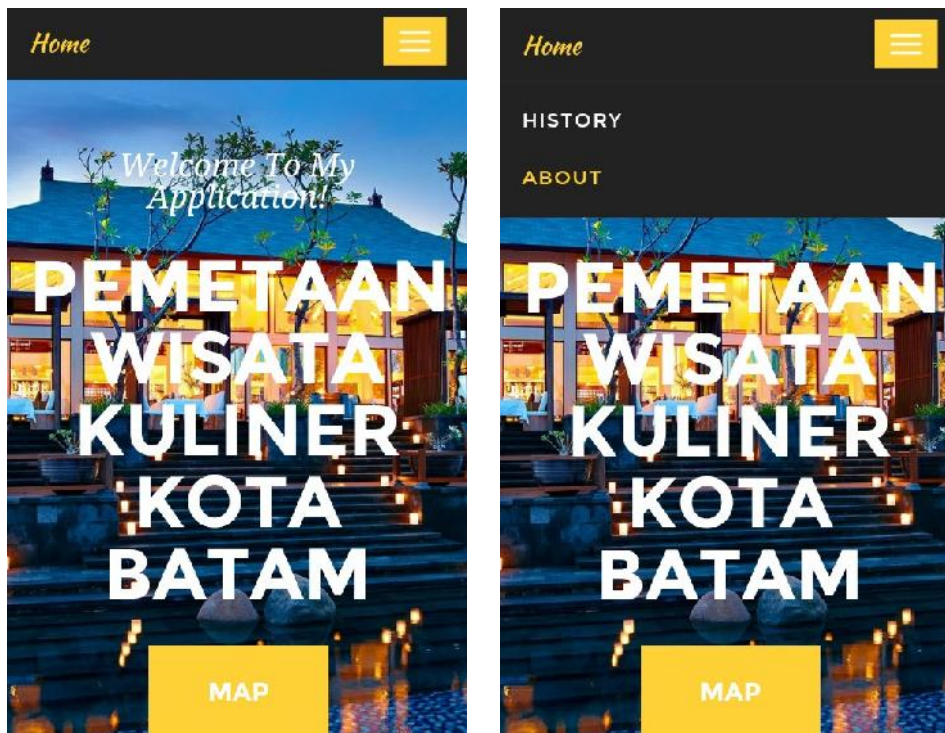 Home
Welcome To My
Application!
PEMETAAN
WISATA
KULINER
KOTA
BATAM
MAP
Home
HISTORY
ABOUT
PEMETAAN
WISATA
KULINER
KOTA
BATAM
MAP